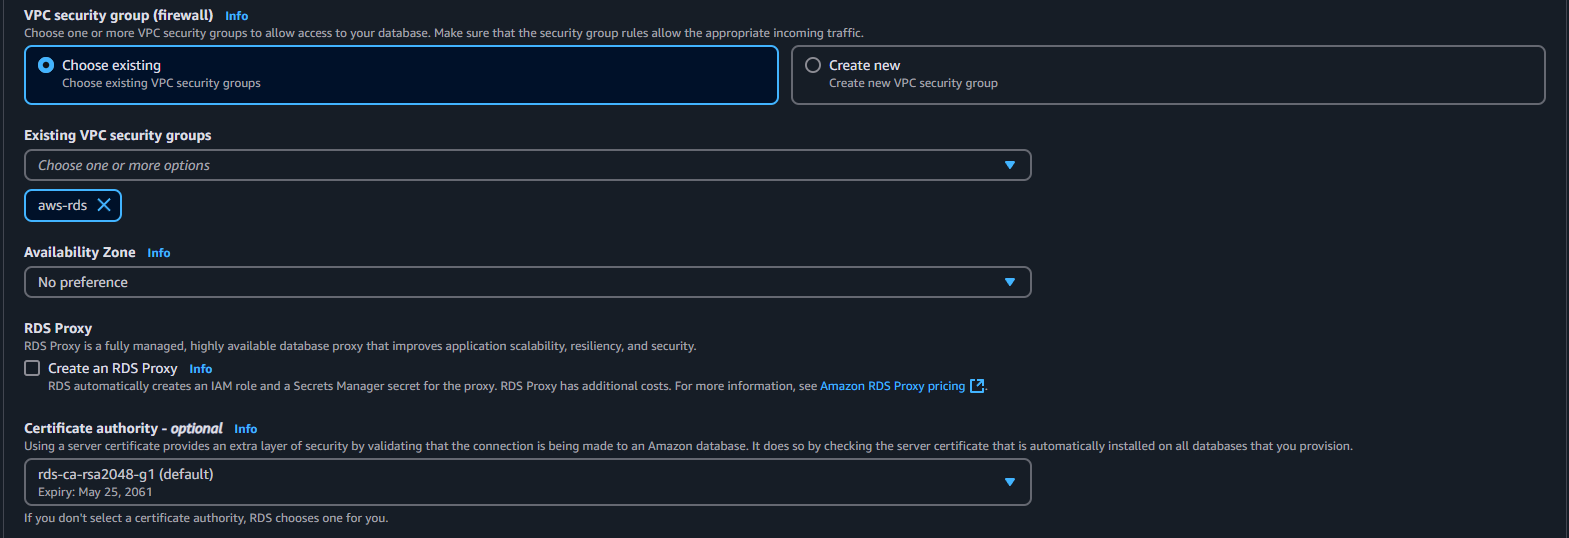 VPC security group (firewall) Info
Choose one or more VPC security groups to allow access to your database. Make sure that the security group rules allow the appropriate incoming traffic.
Choose existing
Choose existing VPC security groups
Create new
Create new VPC security group
Existing VPC security groups
Choose one or more options
aws-rds
Availability Zone Info
No preference
RDS Proxy
RDS Proxy is a fully managed, highly available database proxy that improves application scalability, resiliency, and security.
Create an RDS Proxy Info
RDS automatically creates an IAM role and a Secrets Manager secret for the proxy. RDS Proxy has additional costs. For more information, see Amazon RDS Proxy pricing.
Certificate authority - optional Info
Using a server certificate provides an extra layer of security by validating that the connection is being made to an Amazon database. It does so by checking the server certificate that is automatically installed on all databases that you provision.
rds-ca-rsa2048-g1 (default)
Expiry: May 25, 2061
If you don't select a certificate authority, RDS chooses one for you.